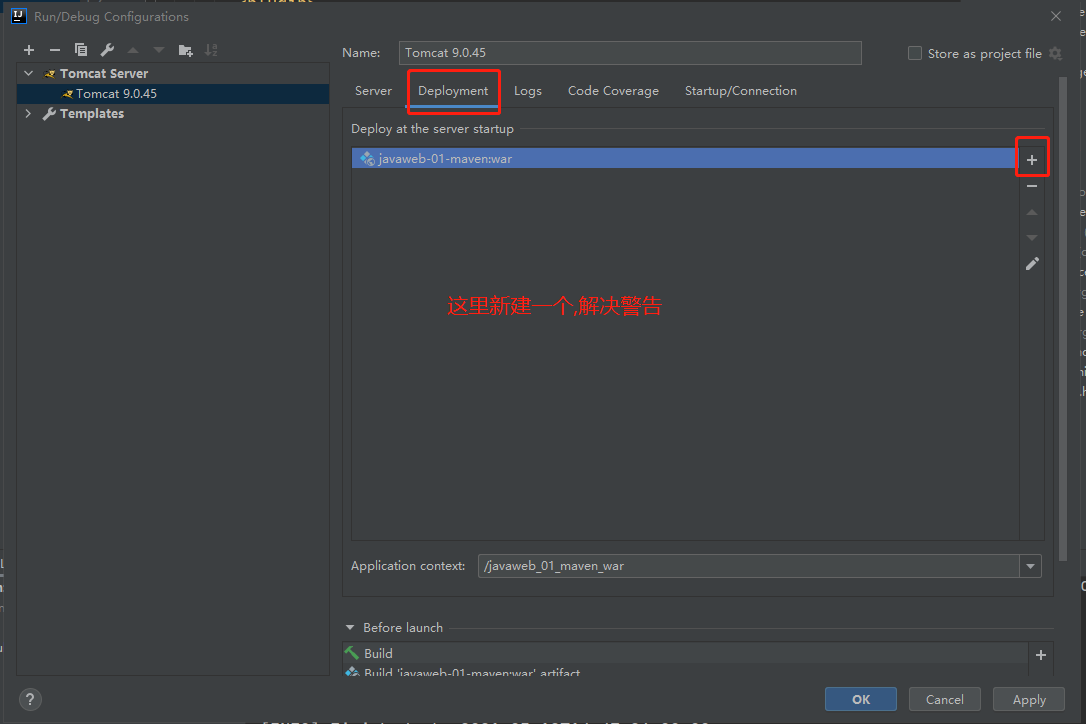 Run/Debug Configurations
Name: Tomcat 9.0.45
Store as project file
Tomcat Server
Tomcat 9.0.45
Templates
Server Deployment Logs Code Coverage Startup/Connection
Deploy at the server startup
javaweb-01-maven:war
这里新建一个,解决警告
Application context: /javaweb_01_maven_war
Before launch
Build
Build 'javaweb-01-maven:war' artifact
OK Cancel Apply